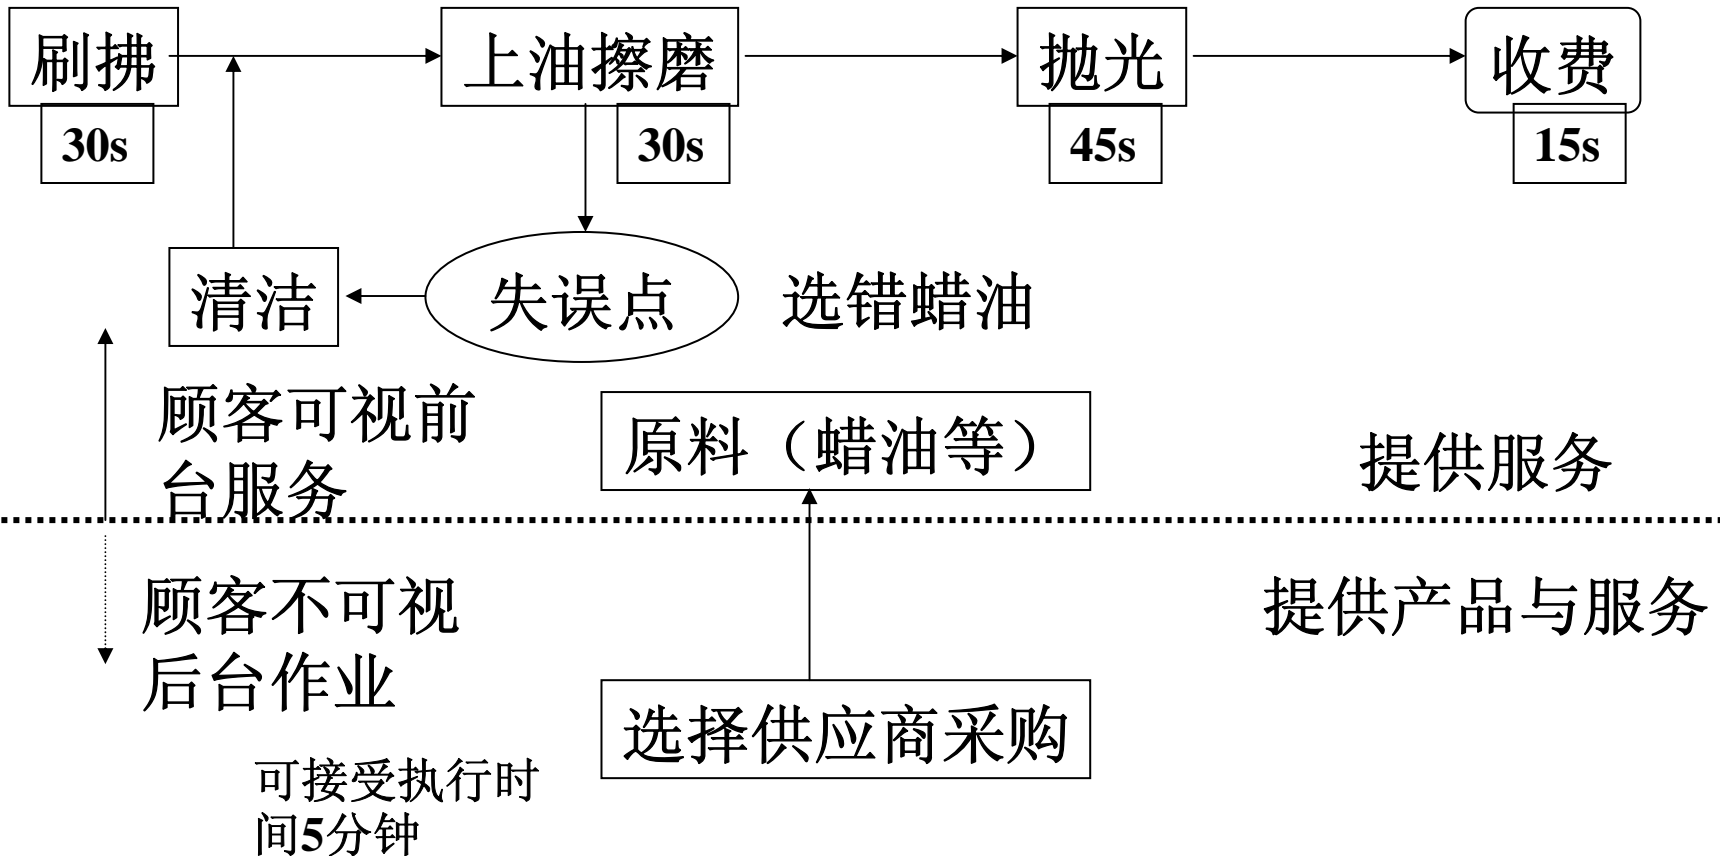 刷拂
上油擦磨
抛光
收费
30s
30s
45s
15s
清洁
失误点
选错蜡油
顾客可视前
台服务
原料（蜡油等）
提供服务
顾客不可视
后台作业
提供产品与服务
选择供应商采购
可接受执行时
间5分钟